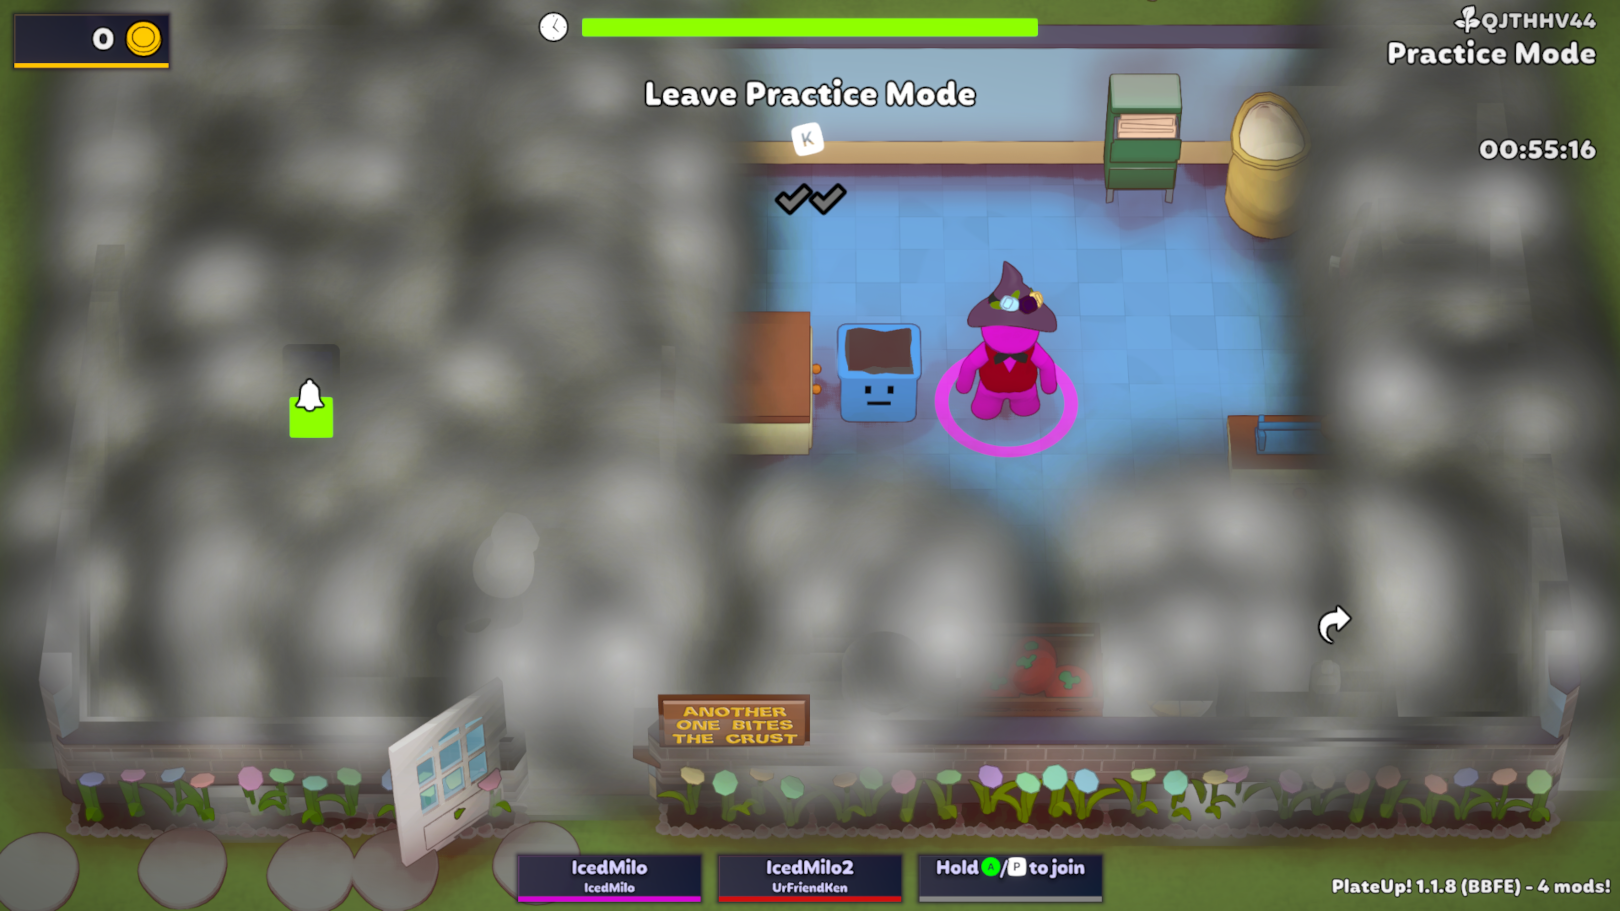 0
QJTHHV44
Practice Mode
Leave Practice Mode
K
00:55:16
ANOTHER
ONE BITES
THE CRUST
IcedMilo
IcedMilo
IcedMilo2
UrFriendKen
Hold A/P to join
PlateUp! 1.1.8 (BBFE) - 4 mods!